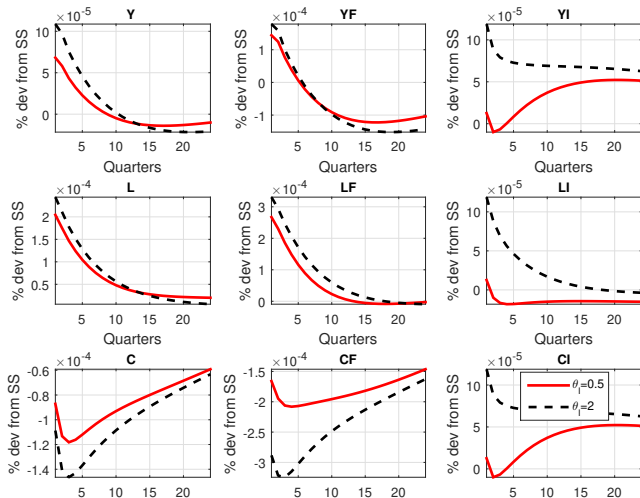 Y
×10^-5
% dev from SS
10
5
0
5 10 15 20
Quarters
YF
×10^-4
% dev from SS
1
0
-1
5 10 15 20
Quarters
YI
×10^-5
% dev from SS
10
5
0
5 10 15 20
Quarters
L
×10^-4
% dev from SS
2
1.5
1
0.5
5 10 15 20
Quarters
LF
×10^-4
% dev from SS
3
2
1
0
5 10 15 20
Quarters
LI
×10^-5
% dev from SS
10
5
0
5 10 15 20
Quarters
C
×10^-4
% dev from SS
-0.6
-0.8
-1
-1.2
-1.4
5 10 15 20
CF
×10^-4
% dev from SS
-1.5
-2
-2.5
-3
5 10 15 20
CI
×10^-5
% dev from SS
10
5
0
5 10 15 20
θ_I=0.5
θ_I=2